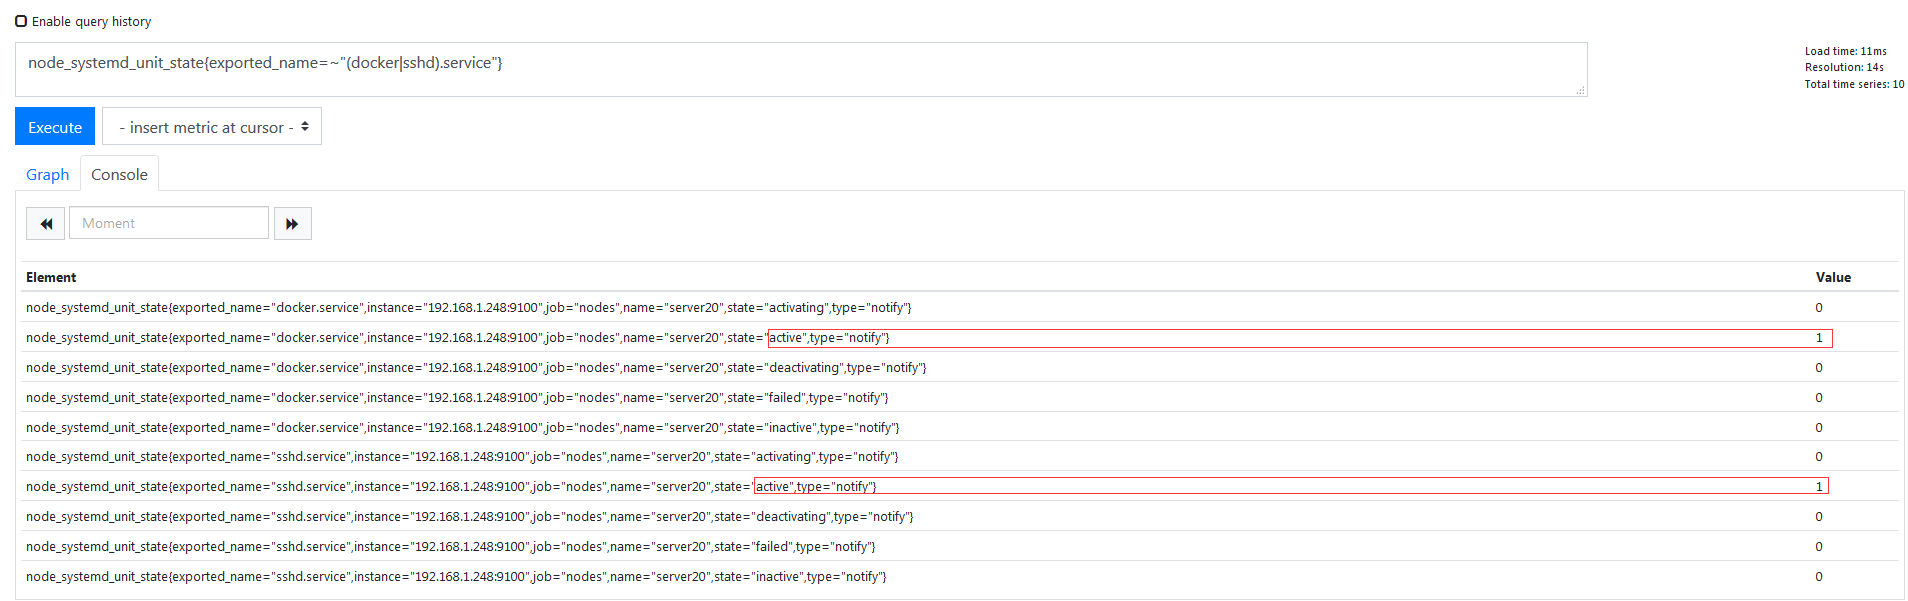 Enable query history
node_systemd_unit_state{exported_name=~"(docker|sshd).service"}
Load time: 11ms
Resolution: 14s
Total time series: 10
Execute
- insert metric at cursor -
Graph
Console
Moment
Element Value
node_systemd_unit_state{exported_name="docker.service",instance="192.168.1.248:9100",job="nodes",name="server20",state="activating",type="notify"} 0
node_systemd_unit_state{exported_name="docker.service",instance="192.168.1.248:9100",job="nodes",name="server20",state="active",type="notify"} 1
node_systemd_unit_state{exported_name="docker.service",instance="192.168.1.248:9100",job="nodes",name="server20",state="deactivating",type="notify"} 0
node_systemd_unit_state{exported_name="docker.service",instance="192.168.1.248:9100",job="nodes",name="server20",state="failed",type="notify"} 0
node_systemd_unit_state{exported_name="docker.service",instance="192.168.1.248:9100",job="nodes",name="server20",state="inactive",type="notify"} 0
node_systemd_unit_state{exported_name="sshd.service",instance="192.168.1.248:9100",job="nodes",name="server20",state="activating",type="notify"} 0
node_systemd_unit_state{exported_name="sshd.service",instance="192.168.1.248:9100",job="nodes",name="server20",state="active",type="notify"} 1
node_systemd_unit_state{exported_name="sshd.service",instance="192.168.1.248:9100",job="nodes",name="server20",state="deactivating",type="notify"} 0
node_systemd_unit_state{exported_name="sshd.service",instance="192.168.1.248:9100",job="nodes",name="server20",state="failed",type="notify"} 0
node_systemd_unit_state{exported_name="sshd.service",instance="192.168.1.248:9100",job="nodes",name="server20",state="inactive",type="notify"} 0